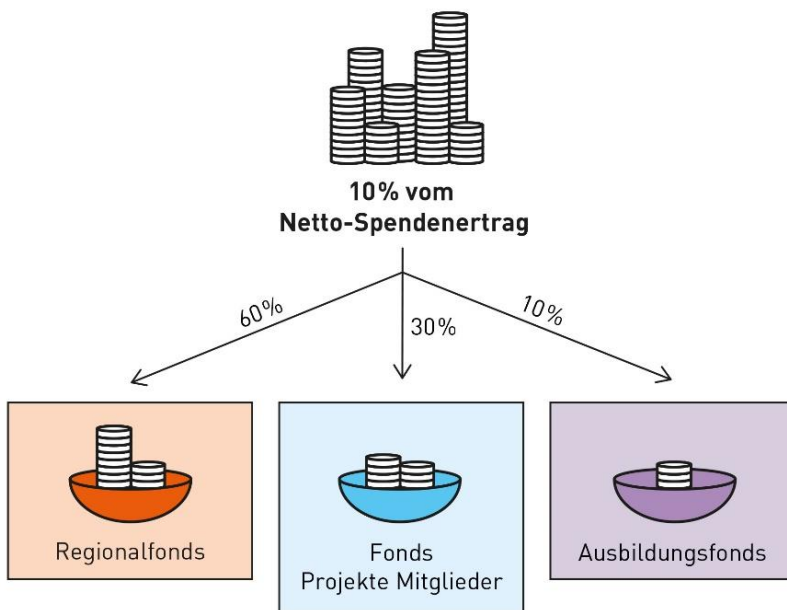 10% vom
Netto-Spendenertrag
60%
30%
10%
Regionalfonds
Fonds
Projekte Mitglieder
Ausbildungsfonds